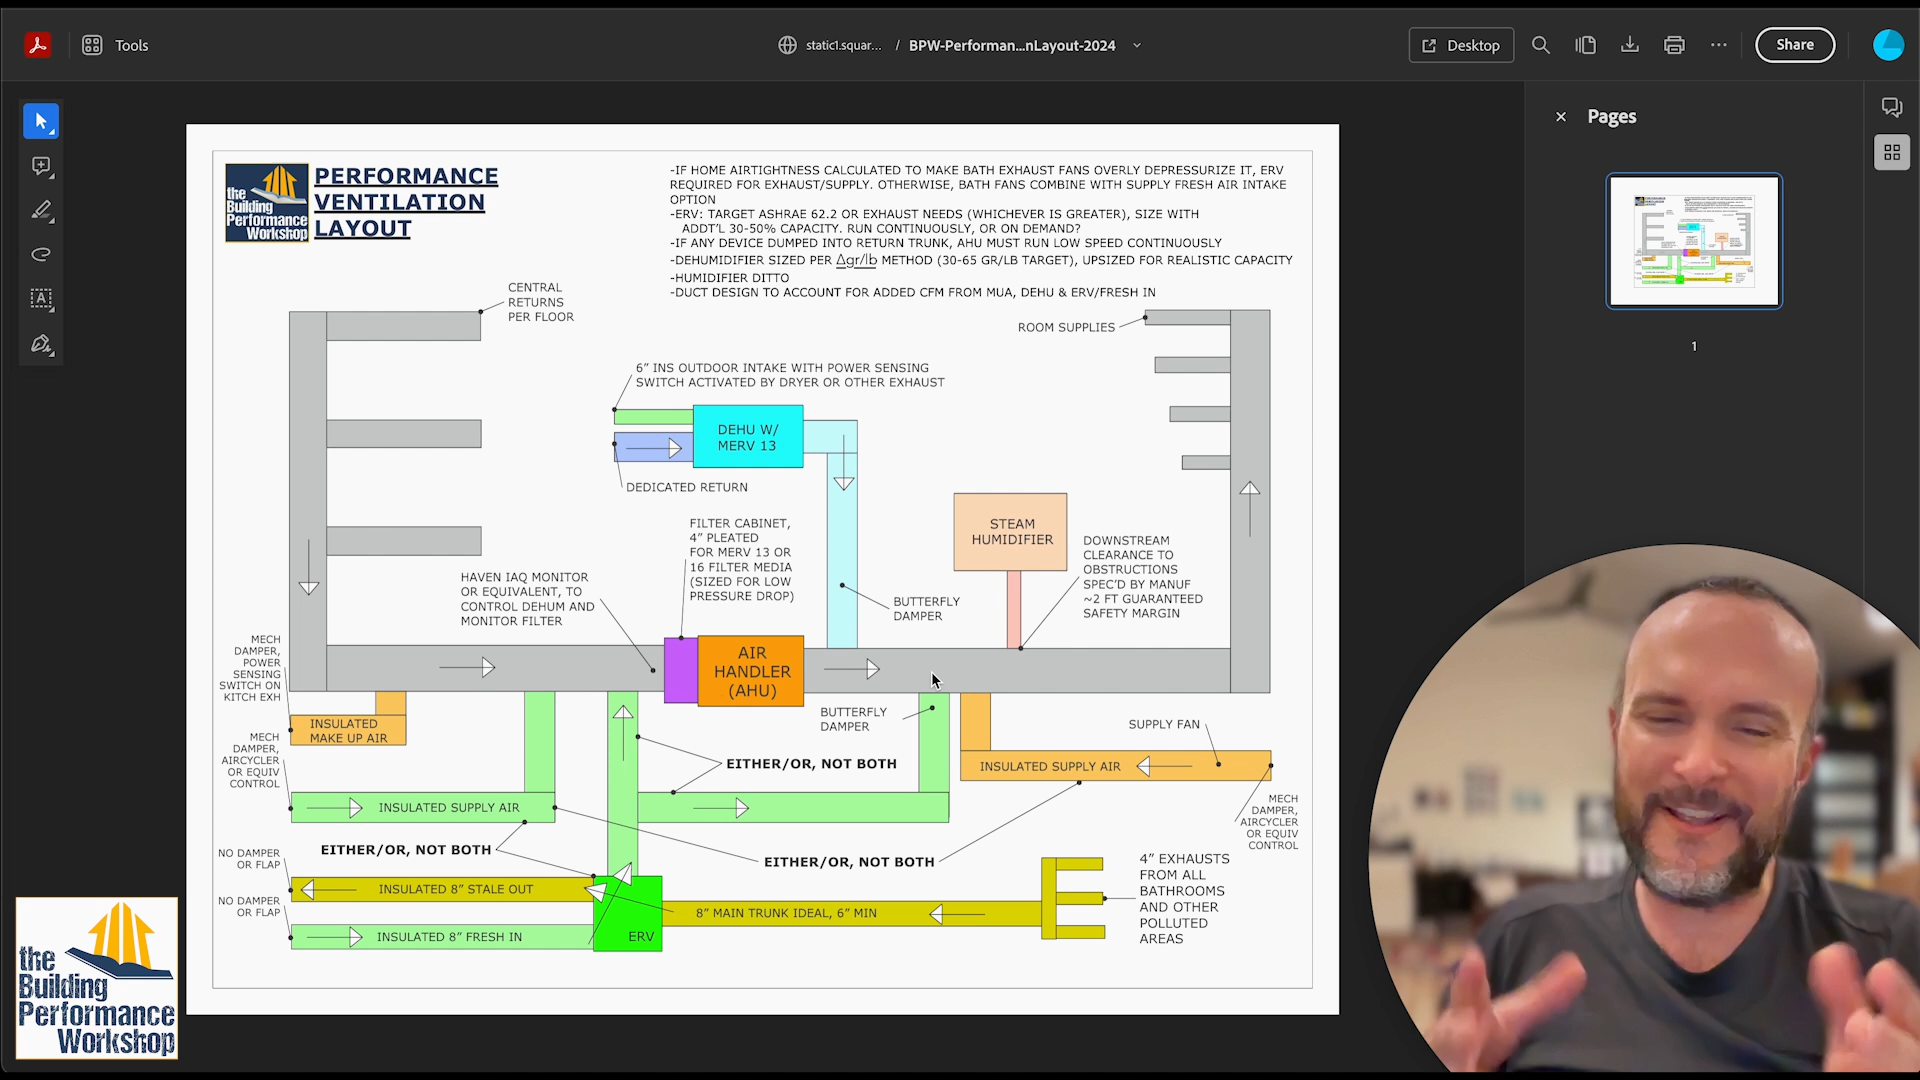 Tools
static1.squar... / BPW-Performan...nLayout-2024
Desktop
Share
Pages
1
the
Building
Performance
Workshop
PERFORMANCE
VENTILATION
LAYOUT
-IF HOME AIRTIGHTNESS CALCULATED TO MAKE BATH EXHAUST FANS OVERLY DEPRESSURIZE IT, ERV
REQUIRED FOR EXHAUST/SUPPLY. OTHERWISE, BATH FANS COMBINE WITH SUPPLY FRESH AIR INTAKE
OPTION
-ERV: TARGET ASHRAE 62.2 OR EXHAUST NEEDS (WHICHEVER IS GREATER), SIZE WITH
ADDT'L 30-50% CAPACITY. RUN CONTINUOUSLY, OR ON DEMAND?
-IF ANY DEVICE DUMPED INTO RETURN TRUNK, AHU MUST RUN LOW SPEED CONTINUOUSLY
-DEHUMIDIFIER SIZED PER Δgr/lb METHOD (30-65 GR/LB TARGET), UPSIZED FOR REALISTIC CAPACITY
-HUMIDIFIER DITTO
-DUCT DESIGN TO ACCOUNT FOR ADDED CFM FROM MUA, DEHU & ERV/FRESH IN
CENTRAL
RETURNS
PER FLOOR
ROOM SUPPLIES
6" INS OUTDOOR INTAKE WITH POWER SENSING
SWITCH ACTIVATED BY DRYER OR OTHER EXHAUST
DEHU W/
MERV 13
DEDICATED RETURN
FILTER CABINET,
4" PLEATED
FOR MERV 13 OR
16 FILTER MEDIA
(SIZED FOR LOW
PRESSURE DROP)
STEAM
HUMIDIFIER
DOWNSTREAM
CLEARANCE TO
OBSTRUCTIONS
SPEC'D BY MANUF
~2 FT GUARANTEED
SAFETY MARGIN
HAVEN IAQ MONITOR
OR EQUIVALENT, TO
CONTROL DEHUM AND
MONITOR FILTER
BUTTERFLY
DAMPER
MECH
DAMPER,
POWER
SENSING
SWITCH ON
KITCH EXH
AIR
HANDLER
(AHU)
INSULATED
MAKE UP AIR
BUTTERFLY
DAMPER
SUPPLY FAN
MECH
DAMPER,
AIRCYCLER
OR EQUIV
CONTROL
EITHER/OR, NOT BOTH
INSULATED SUPPLY AIR
INSULATED SUPPLY AIR
MECH
DAMPER,
AIRCYCLER
OR EQUIV
CONTROL
EITHER/OR, NOT BOTH
EITHER/OR, NOT BOTH
NO DAMPER
OR FLAP
INSULATED 8" STALE OUT
4" EXHAUSTS
FROM ALL
BATHROOMS
AND OTHER
POLLUTED
AREAS
NO DAMPER
OR FLAP
8" MAIN TRUNK IDEAL, 6" MIN
INSULATED 8" FRESH IN
ERV
the
Building
Performance
Workshop